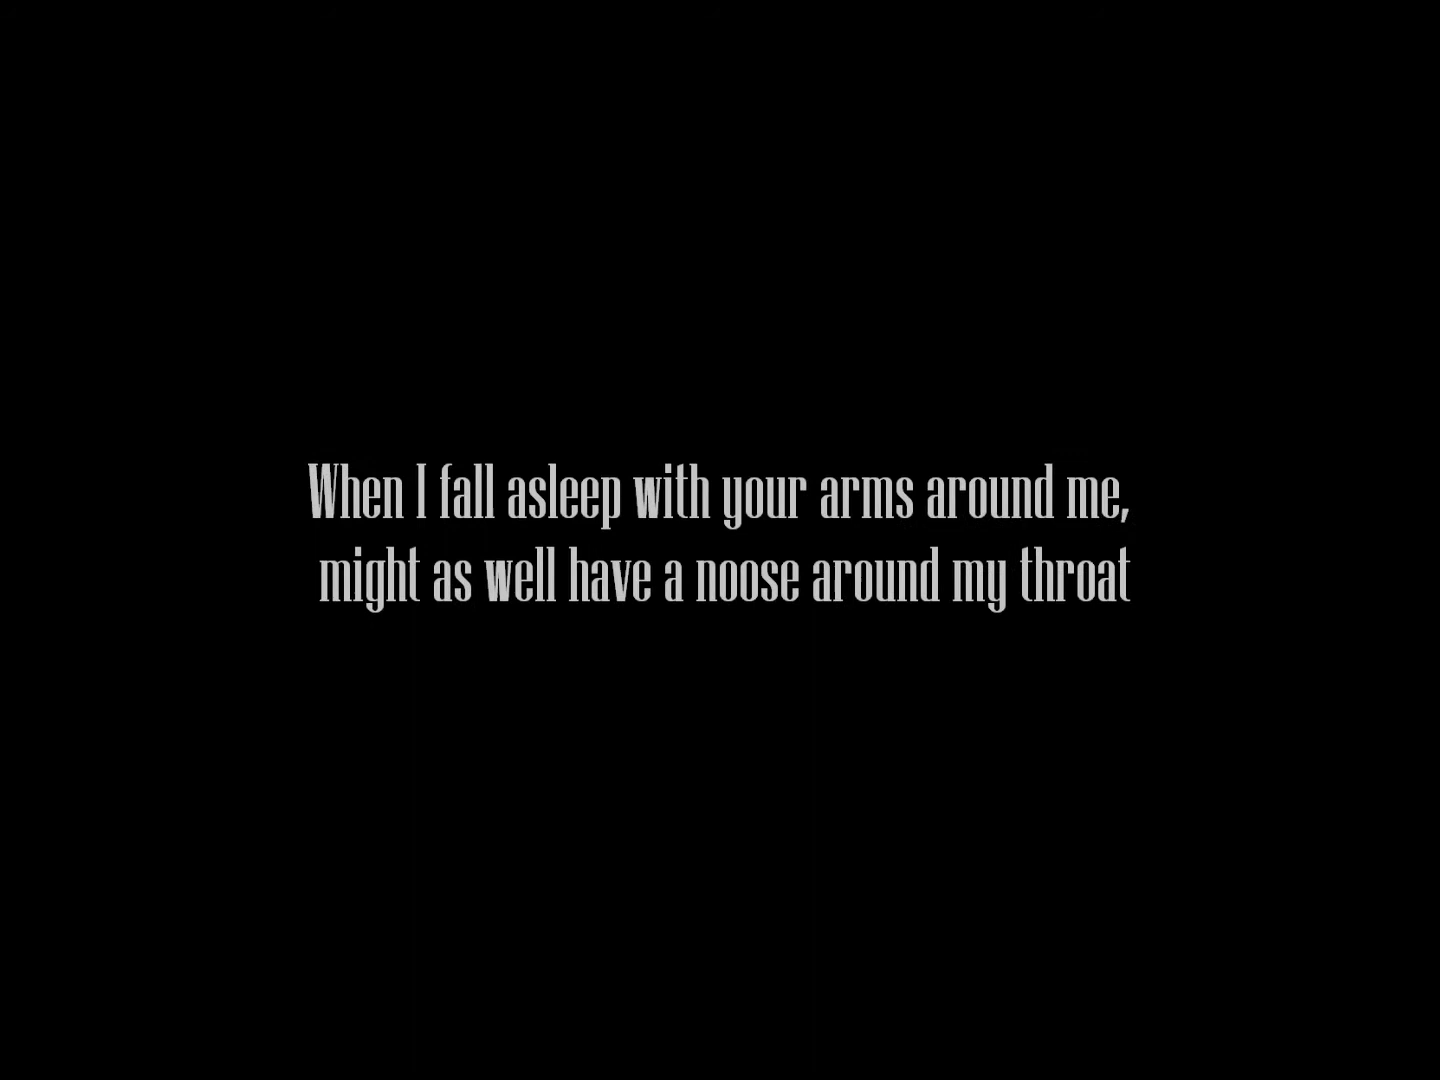 When I fall asleep with your arms around me,
might as well have a noose around my throat